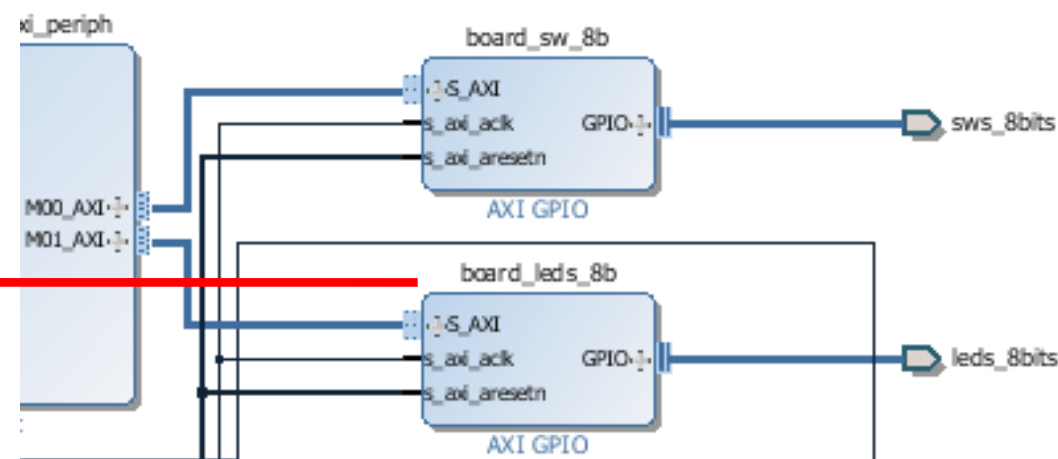 xi_periph
M00_AXI
M01_AXI
board_sw_8b
S_AXI
s_axi_aclk
s_axi_aresetn
GPIO
AXI GPIO
sws_8bits
board_leds_8b
S_AXI
s_axi_aclk
s_axi_aresetn
GPIO
AXI GPIO
leds_8bits